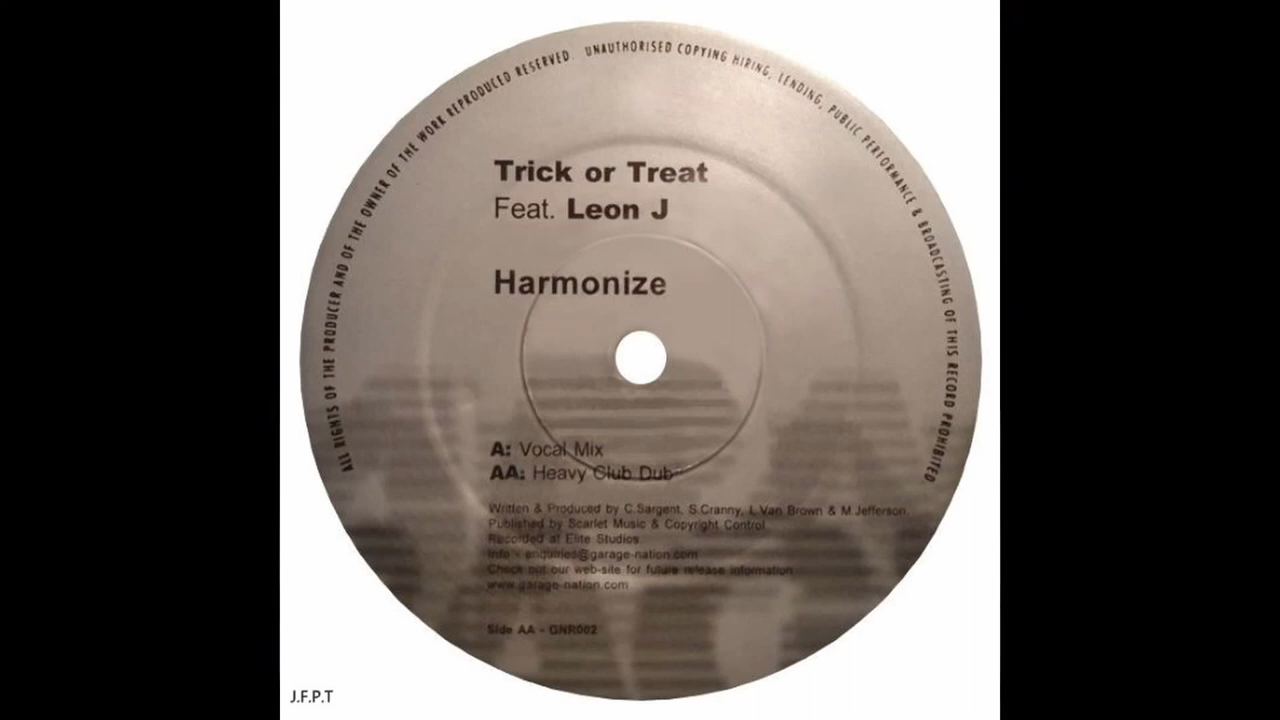 ALL RIGHTS OF THE PRODUCER AND OF THE OWNER OF THE WORK REPRODUCED RESERVED. UNAUTHORISED COPYING HIRING, LENDING, PUBLIC PERFORMANCE & BROADCASTING OF THIS RECORD PROHIBITED
Trick or Treat
Feat. Leon J
Harmonize
A: Vocal Mix
AA: Heavy Club Dub
Written & Produced by C.Sargent, S.Cranny, L.Van Brown & M.Jefferson.
Published by Scarlet Music & Copyright Control
Recorded at Elite Studios
Info - enquiries@garage-nation.com
Check out our web-site for future release information
www.garage-nation.com
Side AA - GNR002
J.F.P.T